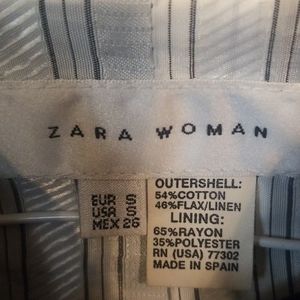 ZARA WOMAN
EUR S
USA S
MEX 26
OUTERSHELL:
54%COTTON
46%FLAX/LINEN
LINING:
65%RAYON
35%POLYESTER
RN (USA) 77302
MADE IN SPAIN